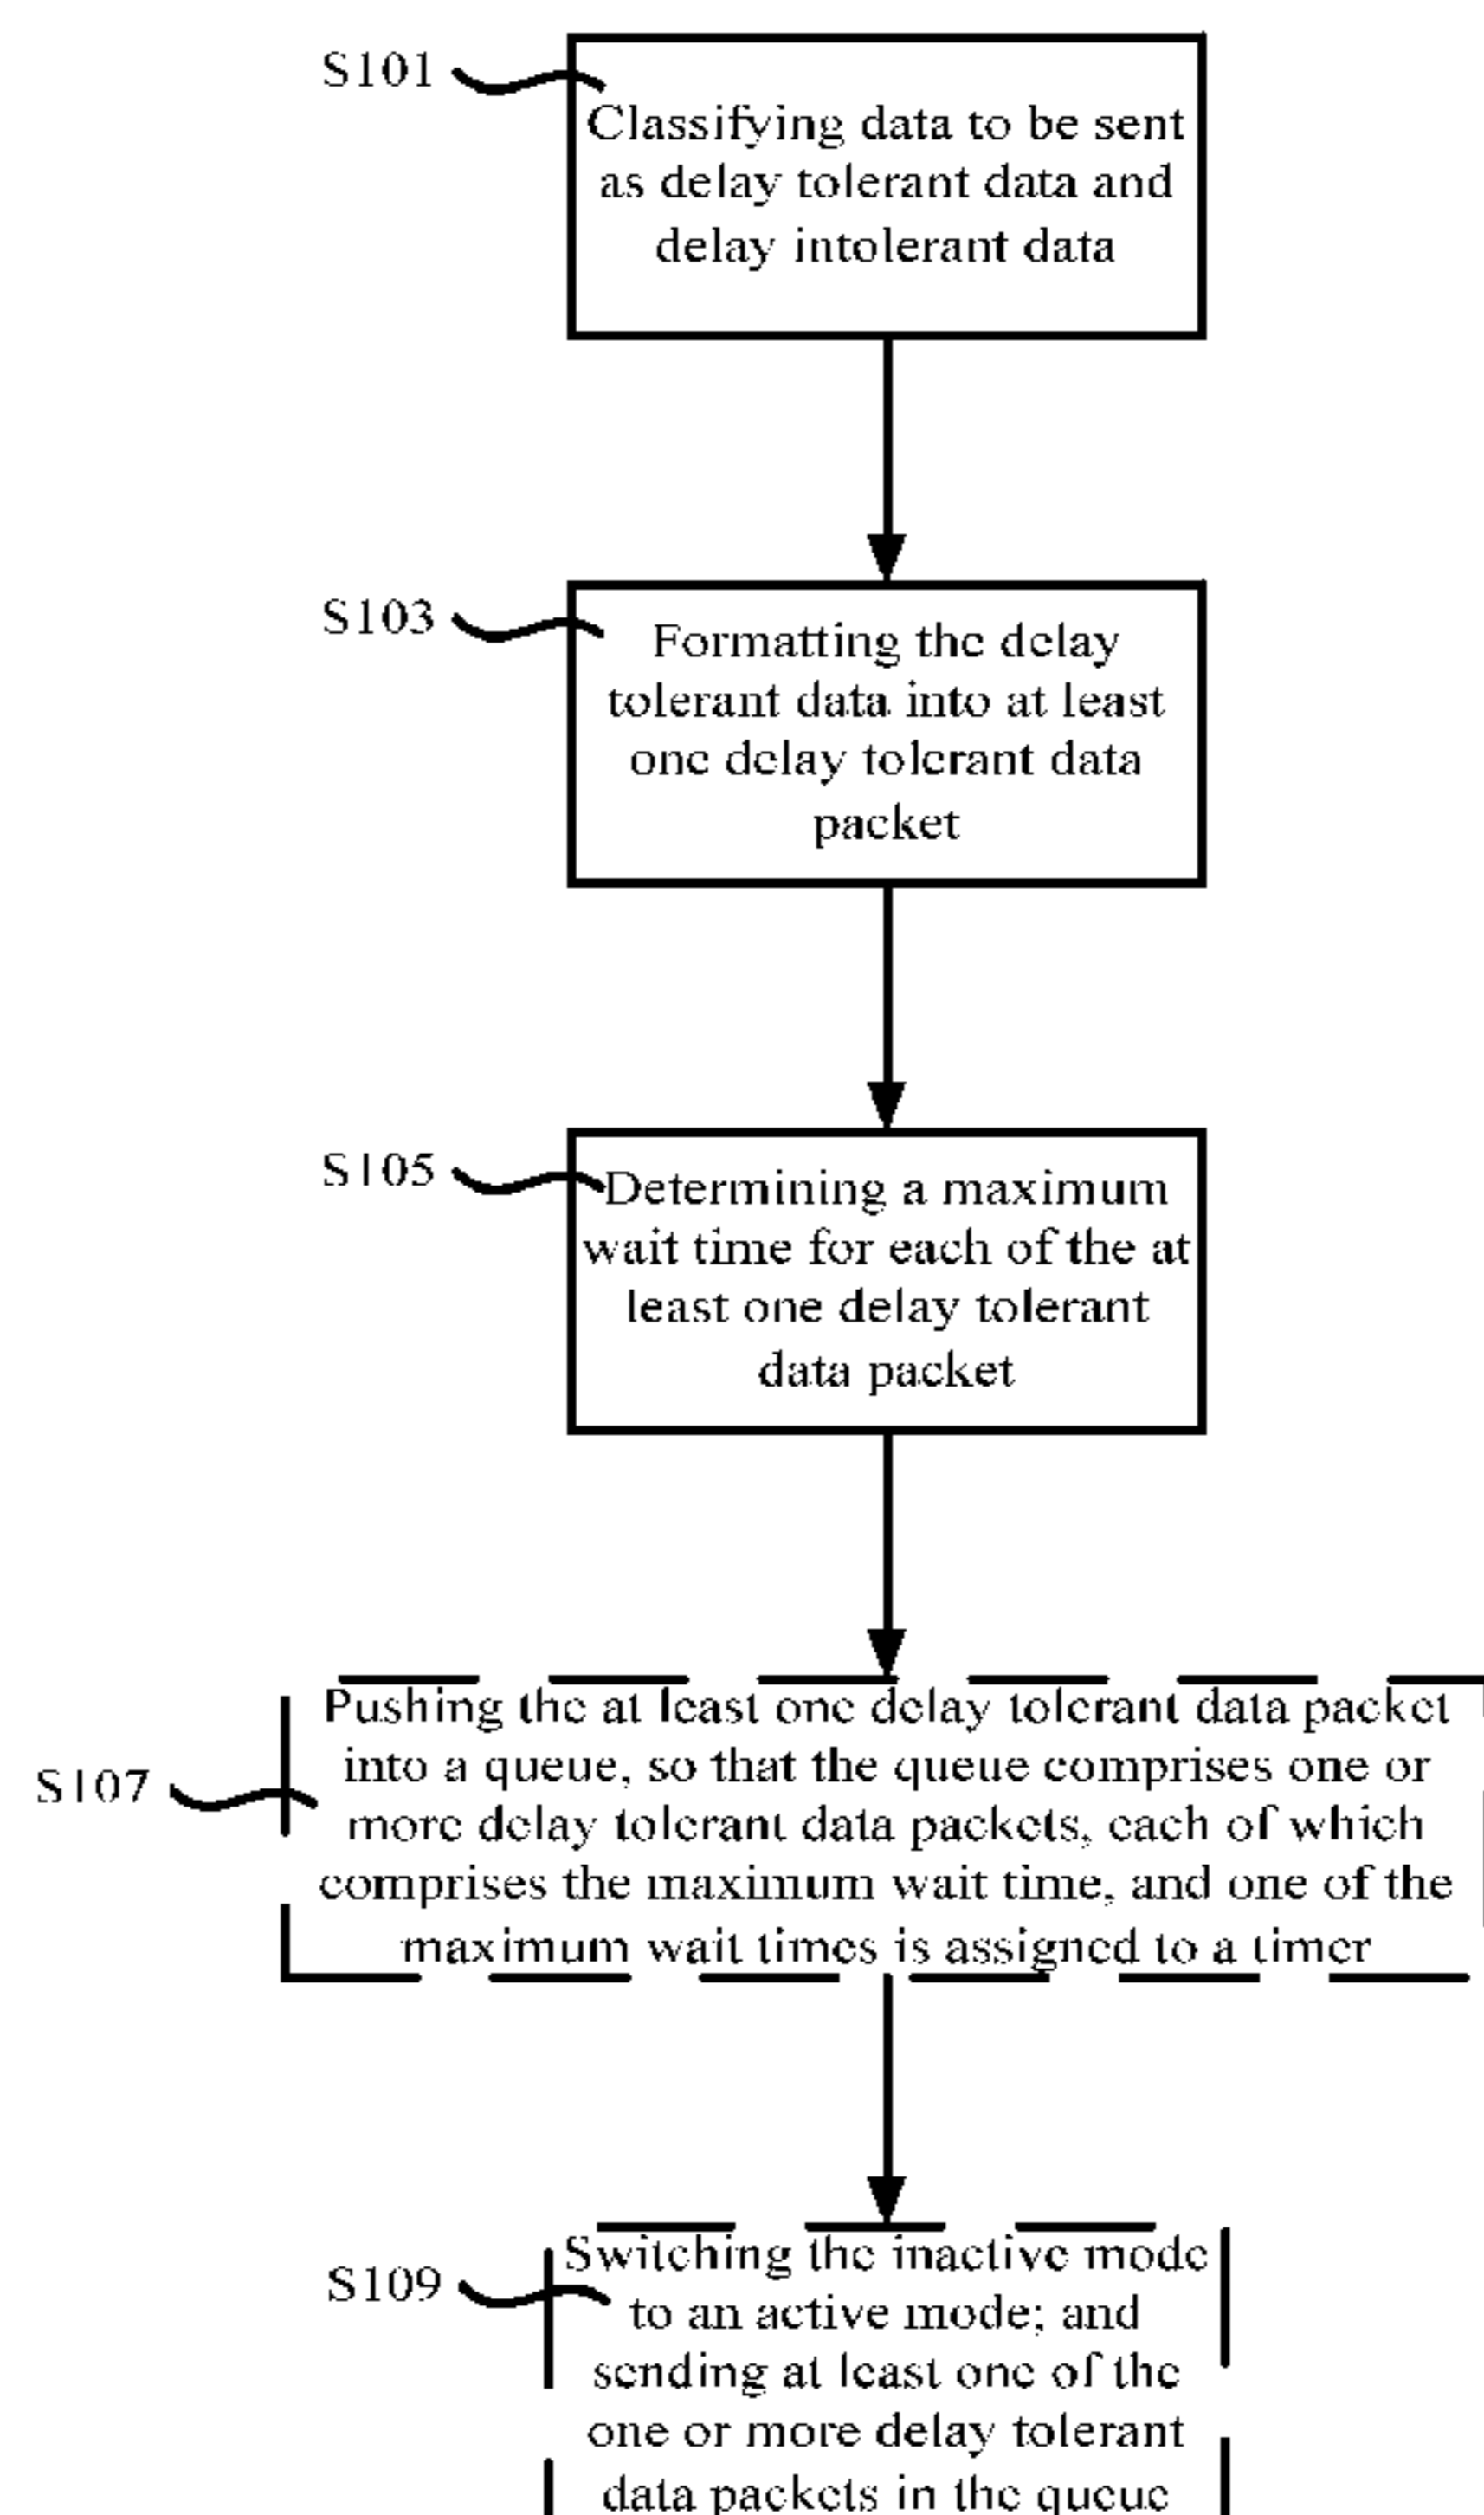 S101
Classifying data to be sent
as delay tolerant data and
delay intolerant data
S103
Formatting the delay
tolerant data into at least
one delay tolerant data
packet
S105
Determining a maximum
wait time for each of the at
least one delay tolerant
data packet
S107
Pushing the at least one delay tolerant data packet
into a queue, so that the queue comprises one or
more delay tolerant data packets, each of which
comprises the maximum wait time, and one of the
maximum wait times is assigned to a timer
S109
Switching the inactive mode
to an active mode; and
sending at least one of the
one or more delay tolerant
data packets in the queue